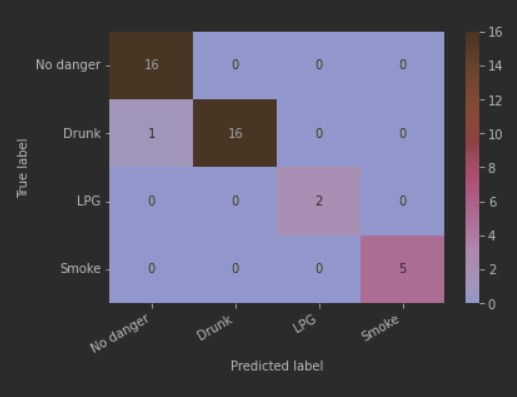 No danger 16 0 0 0
Drunk 1 16 0 0
LPG 0 0 2 0
Smoke 0 0 0 5
True label
No danger Drunk LPG Smoke
Predicted label
16
14
12
10
8
6
4
2
0